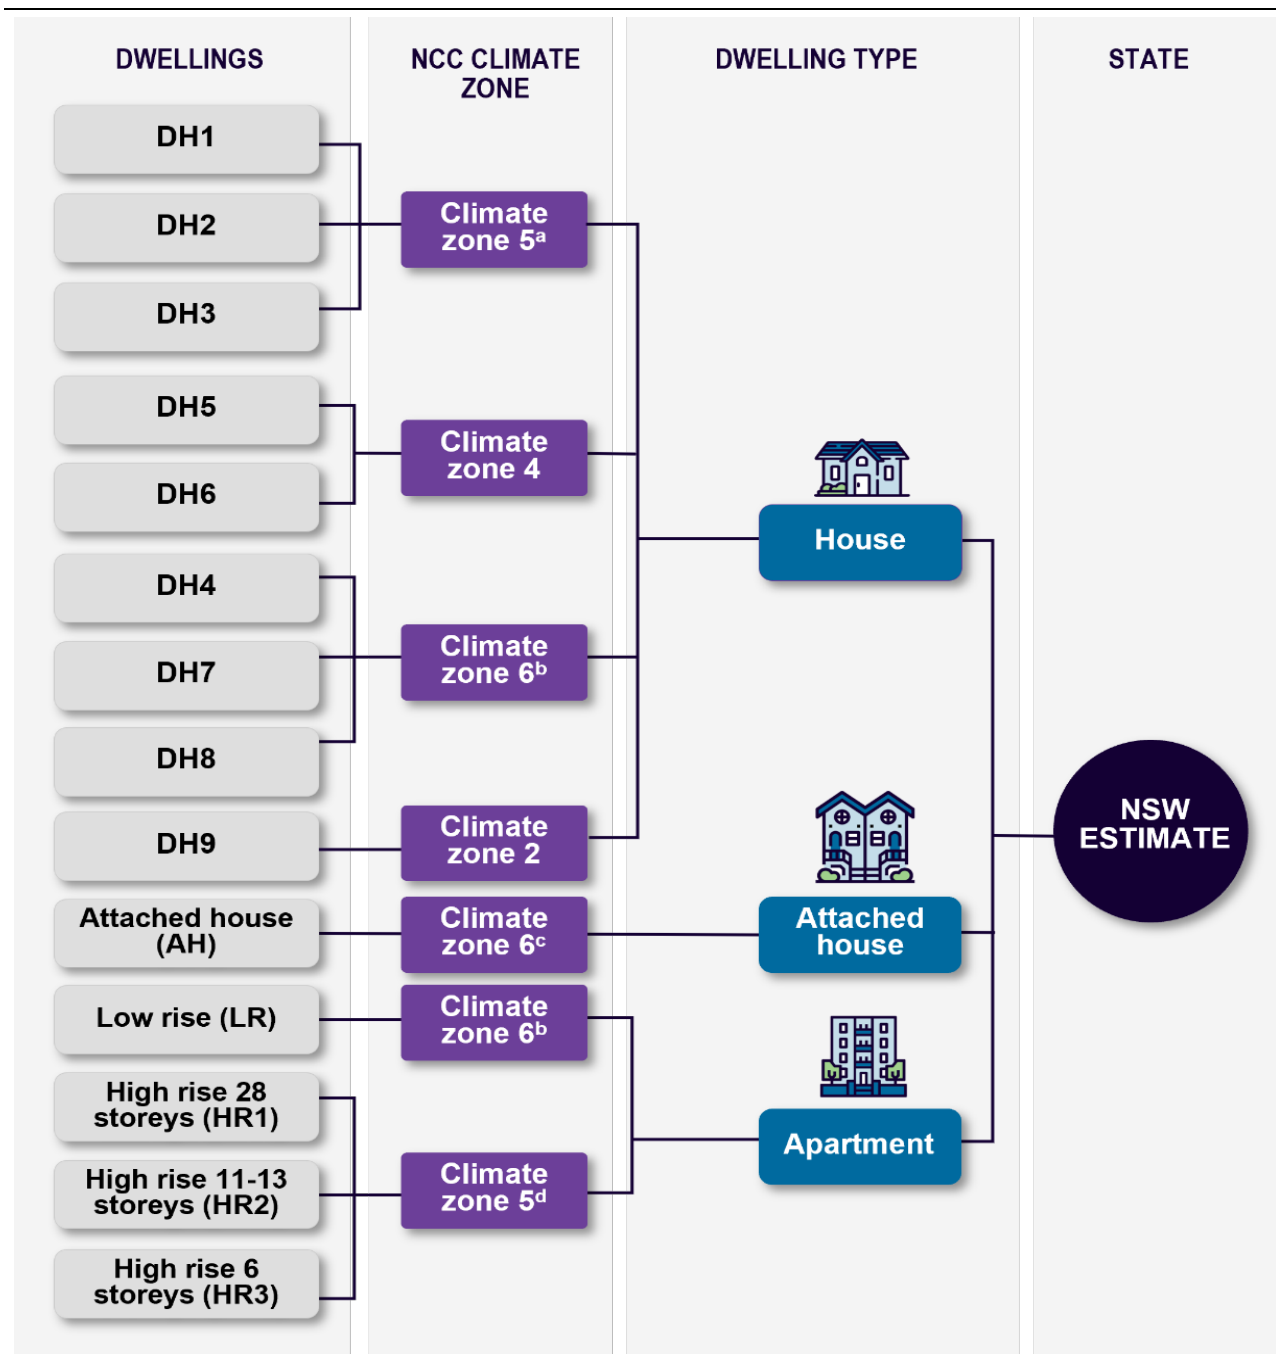 DWELLINGS
NCC CLIMATE
ZONE
DWELLING TYPE
STATE
DH1
DH2
DH3
DH5
DH6
DH4
DH7
DH8
DH9
Attached house
(AH)
Low rise (LR)
High rise 28
storeys (HR1)
High rise 11-13
storeys (HR2)
High rise 6
storeys (HR3)
Climate
zone 5ᵃ
Climate
zone 4
Climate
zone 6ᵇ
Climate
zone 2
Climate
zone 6ᶜ
Climate
zone 6ᵇ
Climate
zone 5ᵈ
House
Attached
house
Apartment
NSW
ESTIMATE